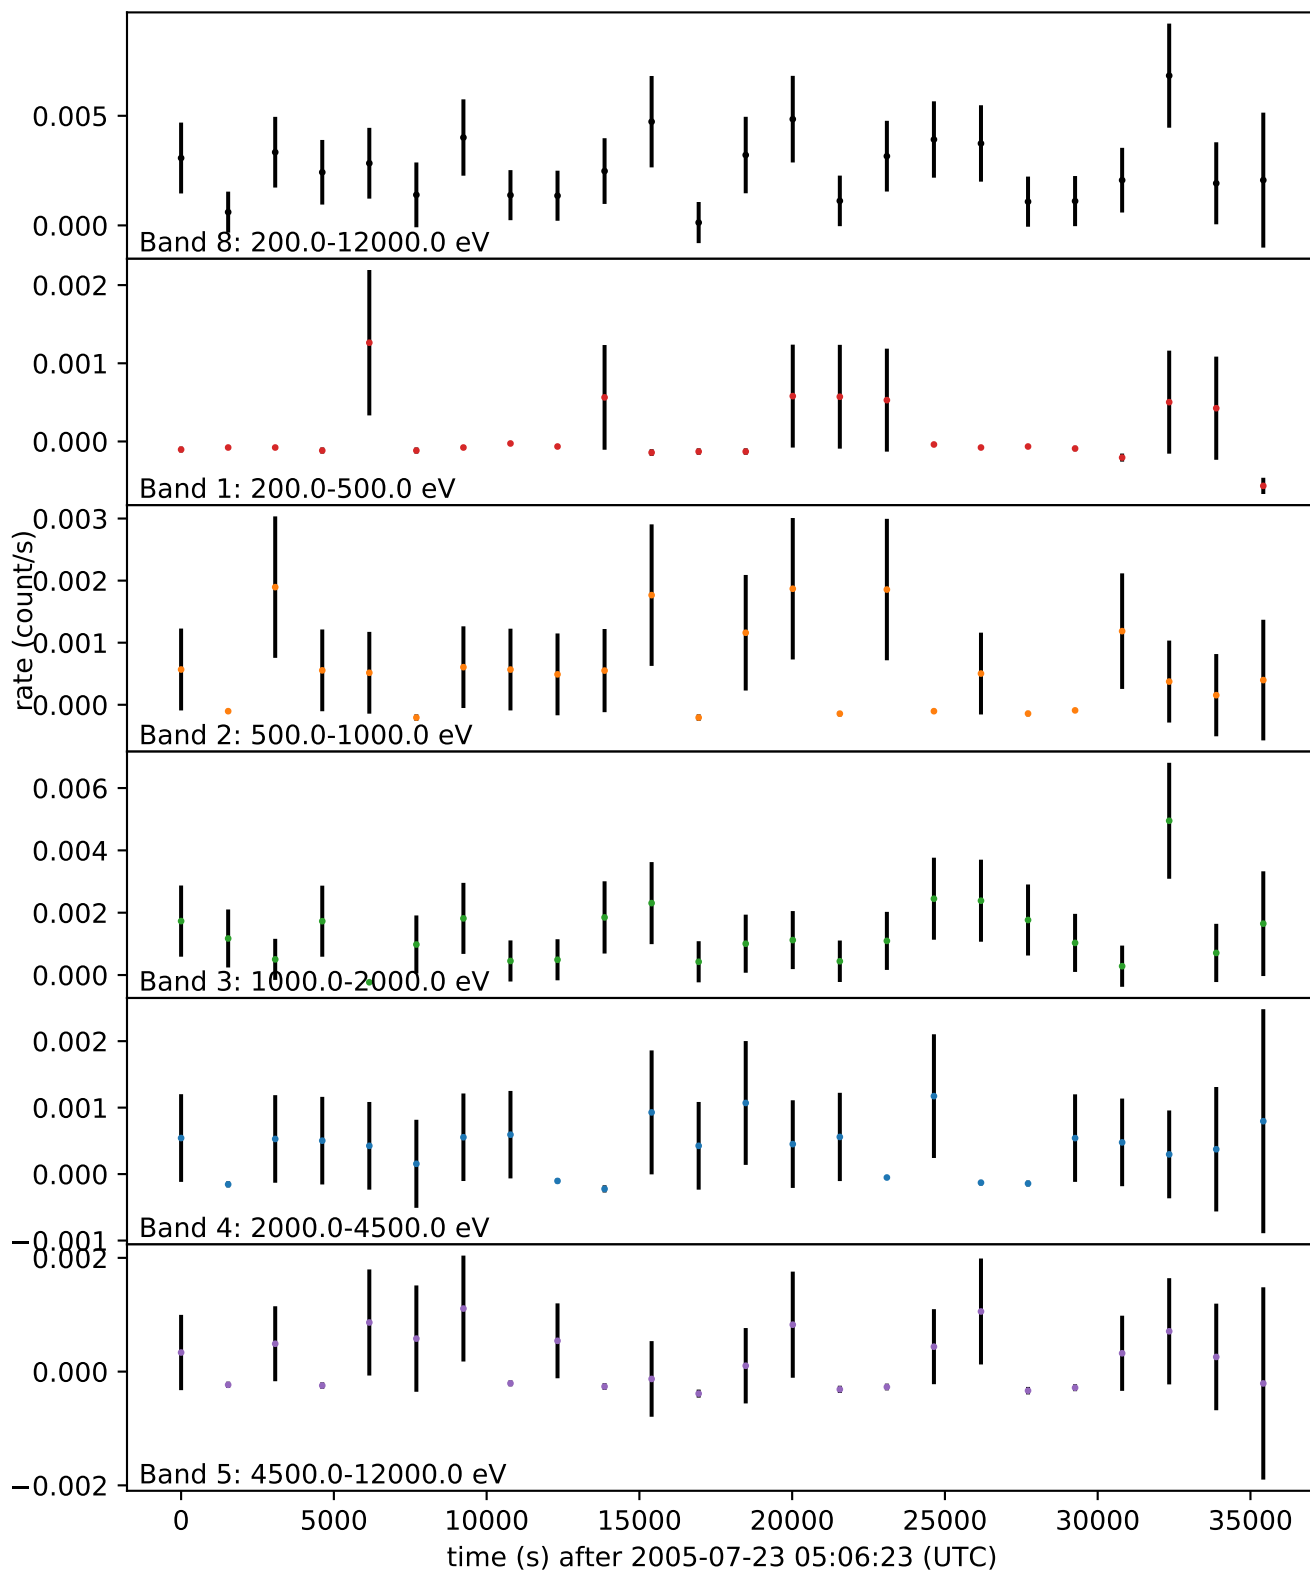 0.005
0.000
Band 8: 200.0-12000.0 eV
0.002
0.001
0.000
Band 1: 200.0-500.0 eV
rate (count/s)
0.003
0.002
0.001
0.000
Band 2: 500.0-1000.0 eV
0.006
0.004
0.002
0.000
Band 3: 1000.0-2000.0 eV
0.002
0.001
0.000
−0.001
Band 4: 2000.0-4500.0 eV
0.002
0.000
−0.002
Band 5: 4500.0-12000.0 eV
0 5000 10000 15000 20000 25000 30000 35000
time (s) after 2005-07-23 05:06:23 (UTC)